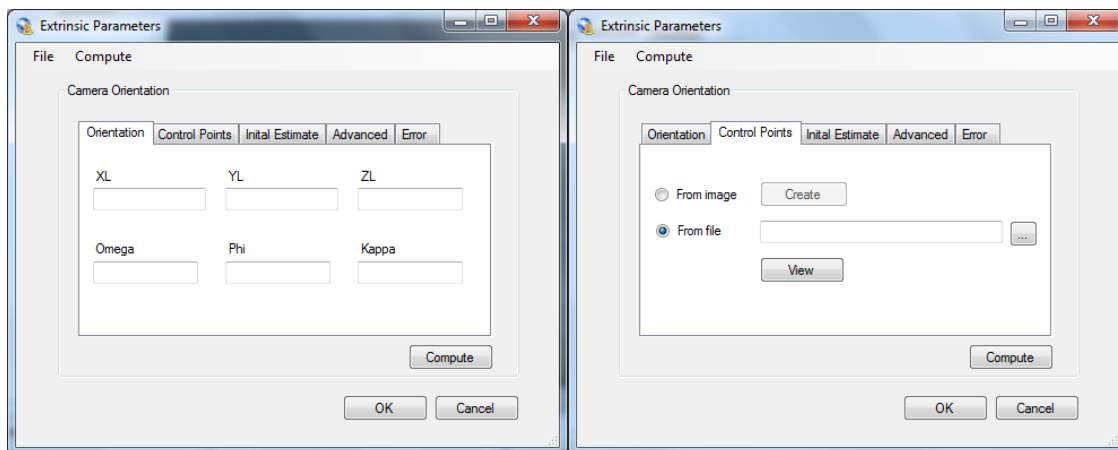 Extrinsic Parameters
File Compute
Camera Orientation
Orientation Control Points Inital Estimate Advanced Error
XL YL ZL
Omega Phi Kappa
Compute
OK Cancel
Extrinsic Parameters
File Compute
Camera Orientation
Orientation Control Points Inital Estimate Advanced Error
From image Create
From file ...
View
Compute
OK Cancel